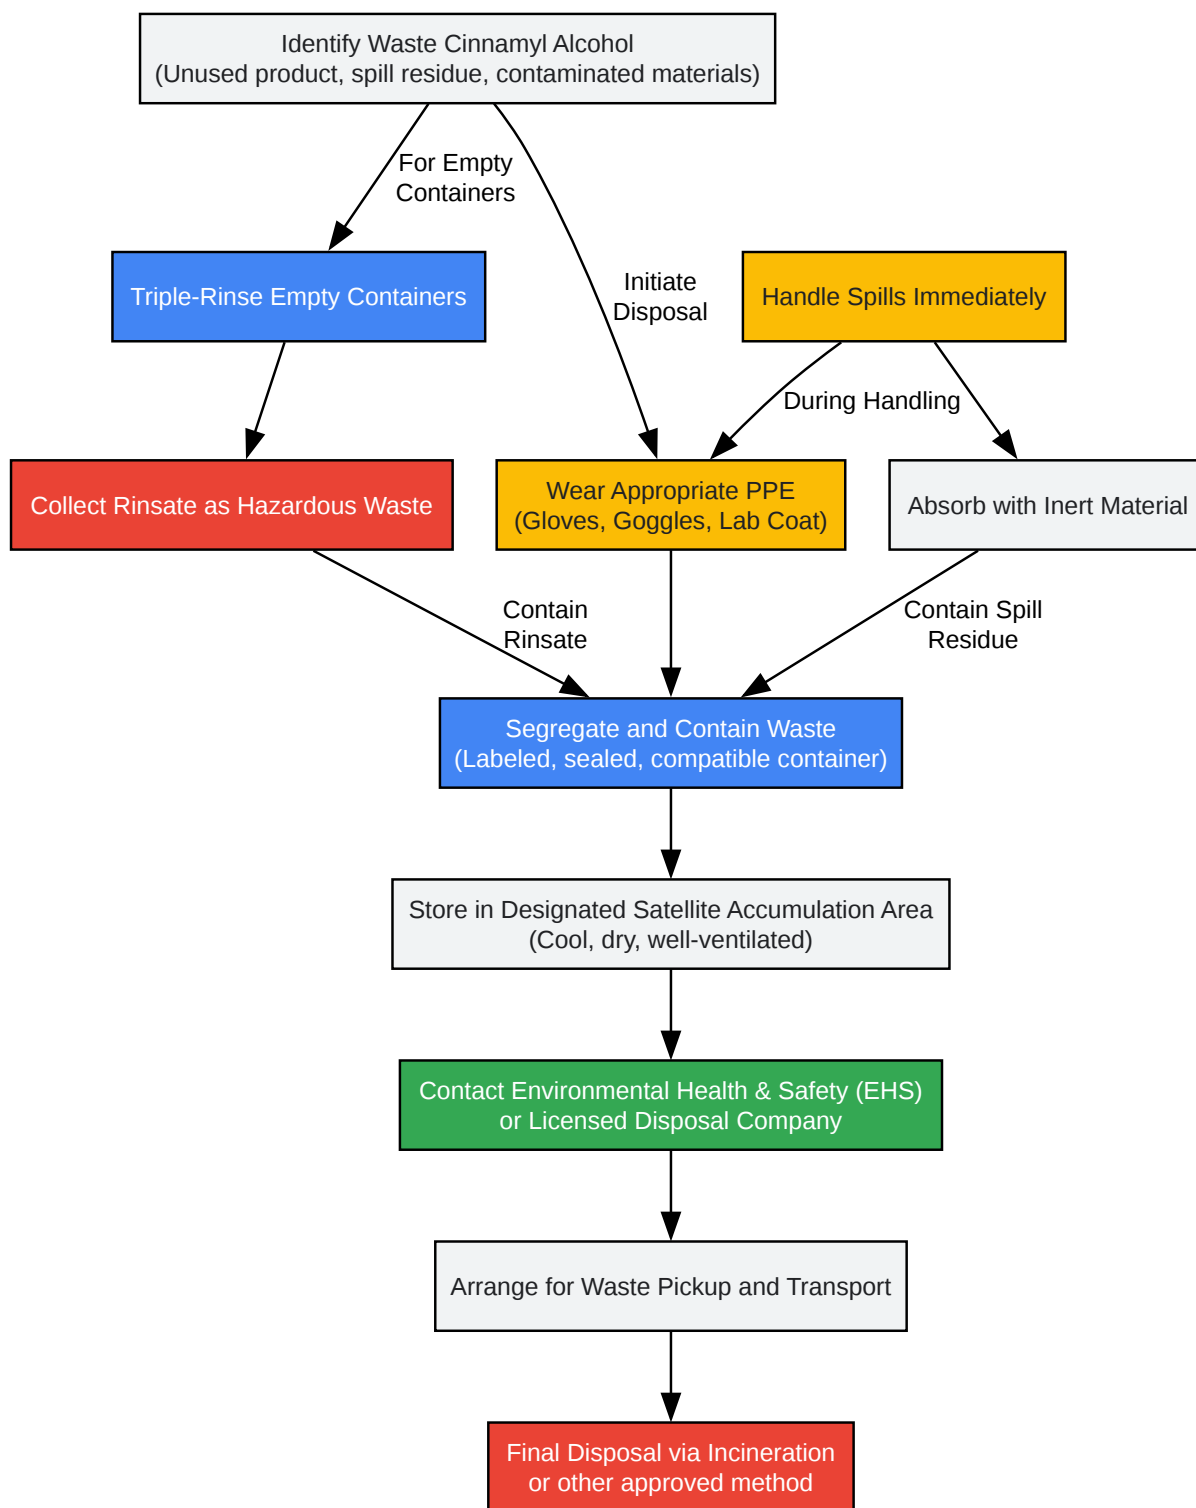 Identify Waste Cinnamyl Alcohol
(Unused product, spill residue, contaminated materials)
For Empty
Containers
Triple-Rinse Empty Containers
Initiate
Disposal
Handle Spills Immediately
During Handling
Collect Rinsate as Hazardous Waste
Wear Appropriate PPE
(Gloves, Goggles, Lab Coat)
Absorb with Inert Material
Contain
Rinsate
Contain Spill
Residue
Segregate and Contain Waste
(Labeled, sealed, compatible container)
Store in Designated Satellite Accumulation Area
(Cool, dry, well-ventilated)
Contact Environmental Health & Safety (EHS)
or Licensed Disposal Company
Arrange for Waste Pickup and Transport
Final Disposal via Incineration
or other approved method